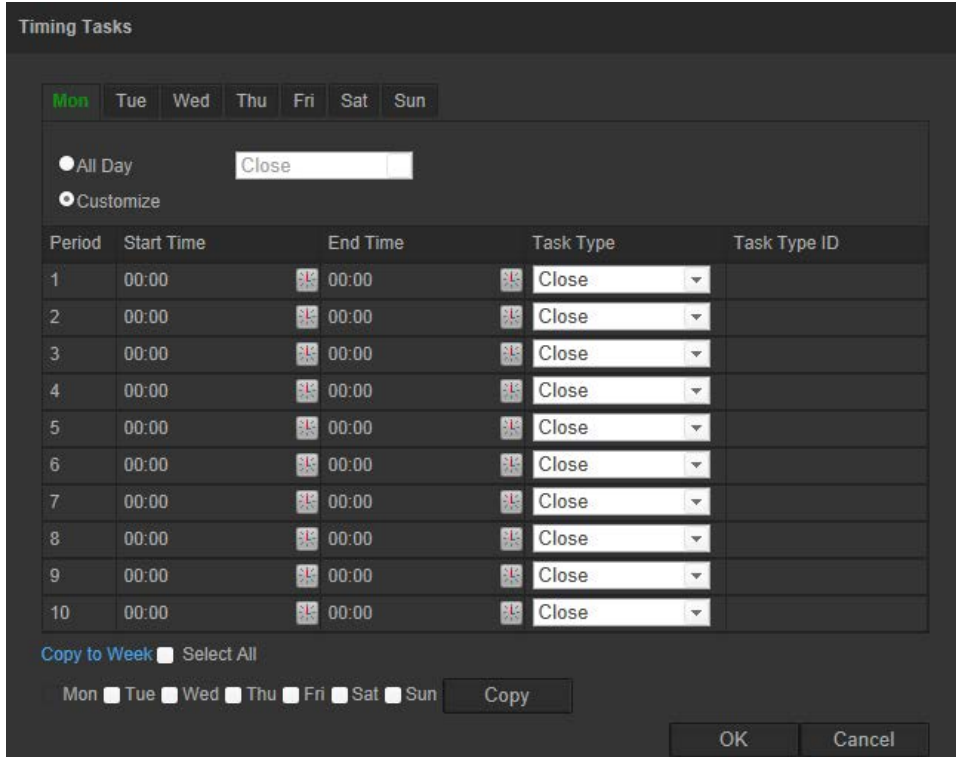 Timing Tasks
Mon Tue Wed Thu Fri Sat Sun
All Day Close
Customize
Period Start Time End Time Task Type Task Type ID
1 00:00 00:00 Close
2 00:00 00:00 Close
3 00:00 00:00 Close
4 00:00 00:00 Close
5 00:00 00:00 Close
6 00:00 00:00 Close
7 00:00 00:00 Close
8 00:00 00:00 Close
9 00:00 00:00 Close
10 00:00 00:00 Close
Copy to Week Select All
Mon Tue Wed Thu Fri Sat Sun Copy
OK Cancel